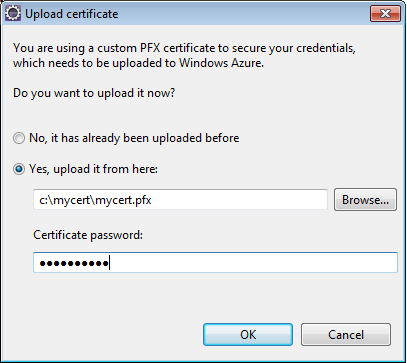 Upload certificate
You are using a custom PFX certificate to secure your credentials,
which needs to be uploaded to Windows Azure.
Do you want to upload it now?
No, it has already been uploaded before
Yes, upload it from here:
c:\mycert\mycert.pfx
Browse...
Certificate password:
●●●●●●●●●●
OK
Cancel